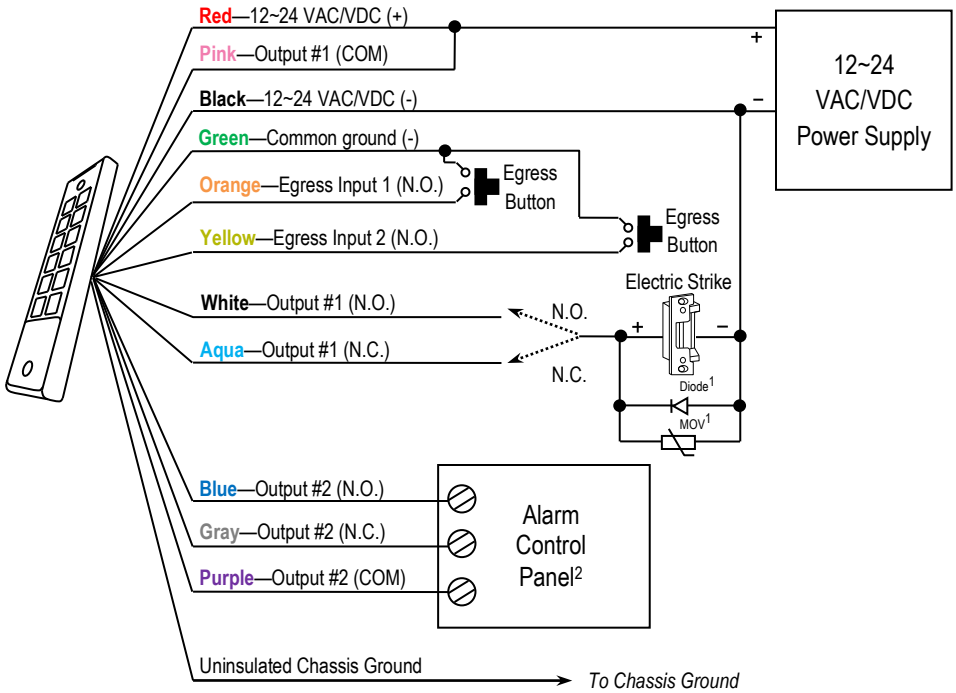 Red—12~24 VAC/VDC (+)
Pink—Output #1 (COM)
Black—12~24 VAC/VDC (-)
Green—Common ground (-)
Orange—Egress Input 1 (N.O.)
Yellow—Egress Input 2 (N.O.)
White—Output #1 (N.O.)
Aqua—Output #1 (N.C.)
Blue—Output #2 (N.O.)
Gray—Output #2 (N.C.)
Purple—Output #2 (COM)
Uninsulated Chassis Ground
To Chassis Ground
+
–
12~24
VAC/VDC
Power Supply
Egress
Button
Egress
Button
Electric Strike
N.O.
N.C.
+
–
Diode¹
MOV¹
Alarm
Control
Panel²